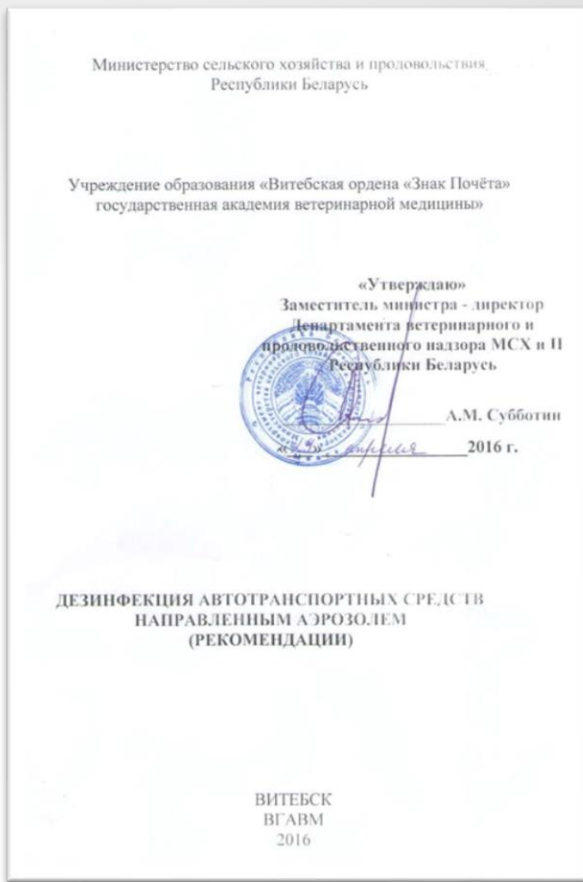 Министерство сельского хозяйства и продовольствия
Республики Беларусь
Учреждение образования «Витебская ордена «Знак Почёта»
государственная академия ветеринарной медицины»
«Утверждаю»
Заместитель министра - директор
Департамента ветеринарного и
продовольственного надзора МСХ и П
Республики Беларусь
А.М. Субботин
апреля 2016 г.
ДЕЗИНФЕКЦИЯ АВТОТРАНСПОРТНЫХ СРЕДСТВ
НАПРАВЛЕННЫМ АЭРОЗОЛЕМ
(РЕКОМЕНДАЦИИ)
ВИТЕБСК
ВГАВМ
2016